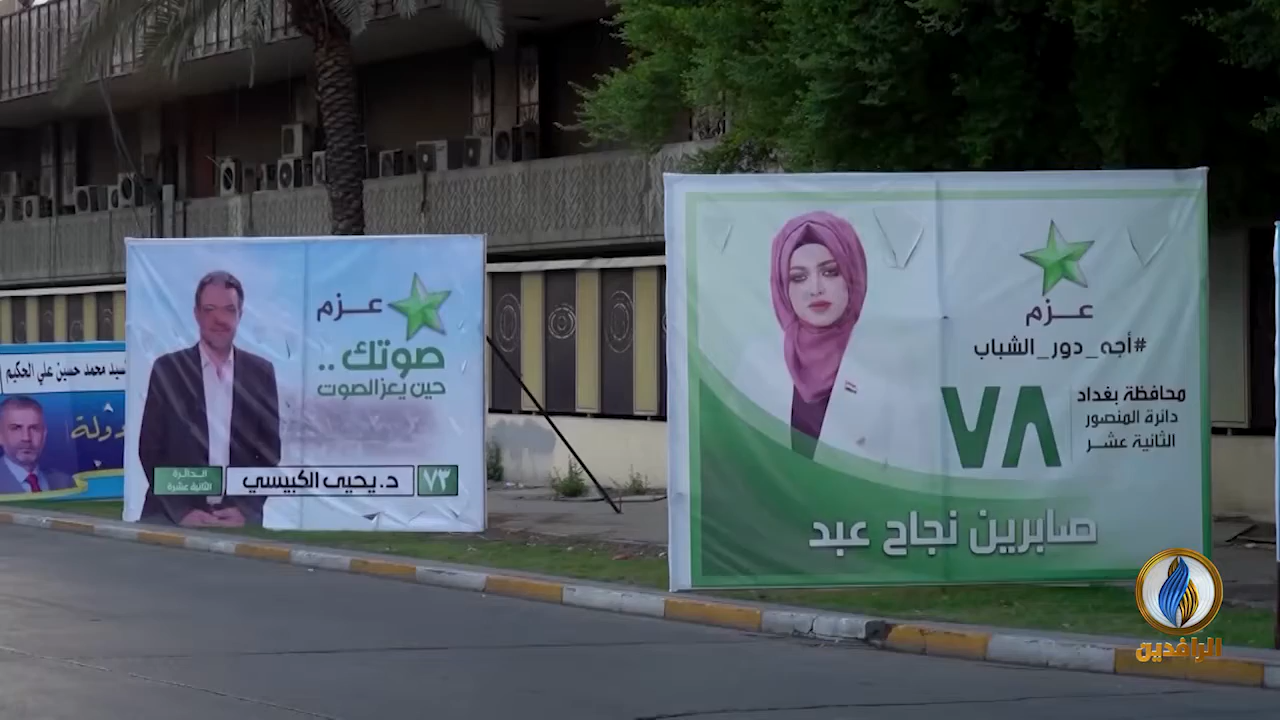 السيد محمد حسين علي الحكيم
دولة
عزم
صوتك ..
حين يعز الصوت
الدائرة
الثانية عشرة
د. يحيى الكبيسي
٧٣
عزم
#أجه_دور_الشباب
٧٨
محافظة بغداد
دائرة المنصور
الثانية عشر
صابرين نجاح عبد
الرافدين